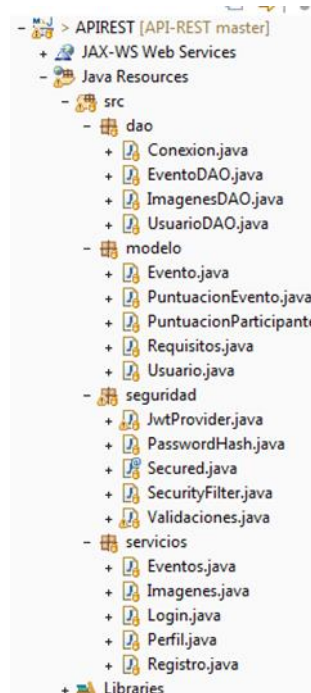 > APIREST [API-REST master]
JAX-WS Web Services
Java Resources
src
dao
Conexion.java
EventoDAO.java
ImagenesDAO.java
UsuarioDAO.java
modelo
Evento.java
PuntuacionEvento.java
PuntuacionParticipante
Requisitos.java
Usuario.java
seguridad
JwtProvider.java
PasswordHash.java
Secured.java
SecurityFilter.java
Validaciones.java
servicios
Eventos.java
Imagenes.java
Login.java
Perfil.java
Registro.java
Libraries